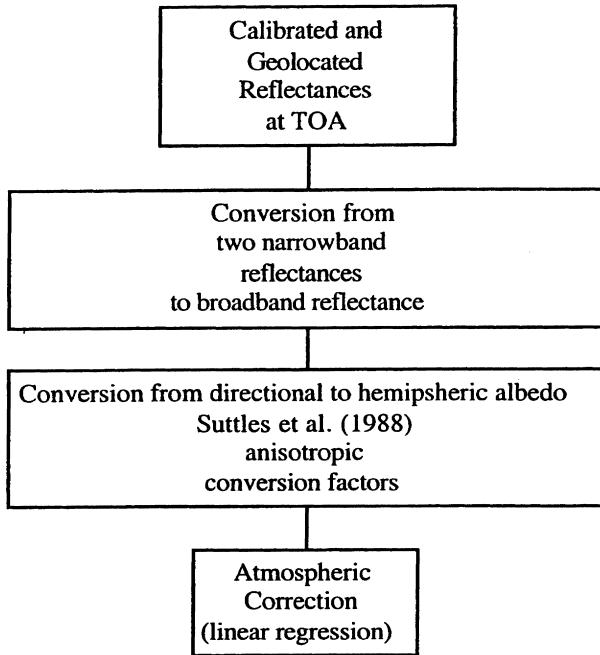 Calibrated and
Geolocated
Reflectances
at TOA
Conversion from
two narrowband
reflectances
to broadband reflectance
Conversion from directional to hemipsheric albedo
Suttles et al. (1988)
anisotropic
conversion factors
Atmospheric
Correction
(linear regression)